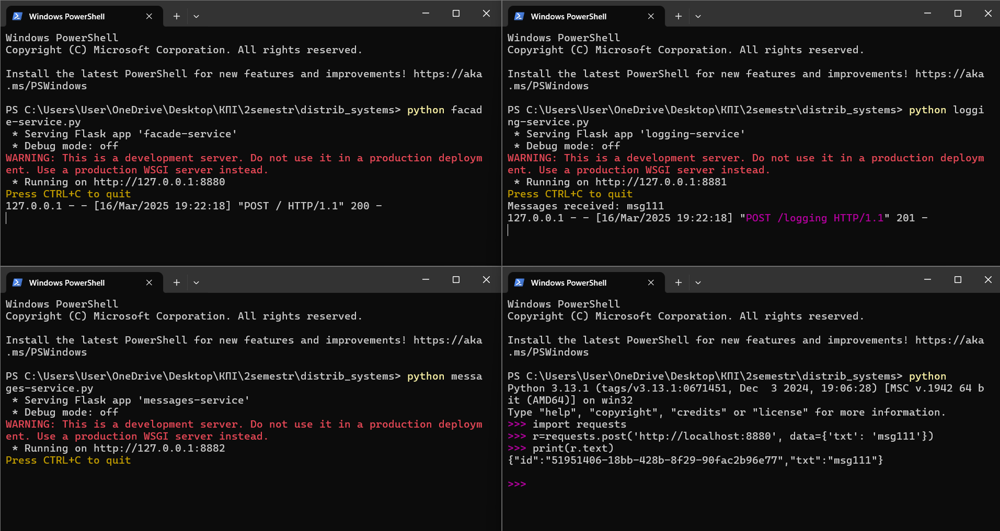 Windows PowerShell
Windows PowerShell
Copyright (C) Microsoft Corporation. All rights reserved.
Install the latest PowerShell for new features and improvements! https://aka
.ms/PSWindows
PS C:\Users\User\OneDrive\Desktop\КПІ\2semestr\distrib_systems> python facad
e-service.py
 * Serving Flask app 'facade-service'
 * Debug mode: off
WARNING: This is a development server. Do not use it in a production deploym
ent. Use a production WSGI server instead.
 * Running on http://127.0.0.1:8880
Press CTRL+C to quit
127.0.0.1 - - [16/Mar/2025 19:22:18] "POST / HTTP/1.1" 200 -
Windows PowerShell
Windows PowerShell
Copyright (C) Microsoft Corporation. All rights reserved.
Install the latest PowerShell for new features and improvements! https://aka
.ms/PSWindows
PS C:\Users\User\OneDrive\Desktop\КПІ\2semestr\distrib_systems> python loggi
ng-service.py
 * Serving Flask app 'logging-service'
 * Debug mode: off
WARNING: This is a development server. Do not use it in a production deploym
ent. Use a production WSGI server instead.
 * Running on http://127.0.0.1:8881
Press CTRL+C to quit
Messages received: msg111
127.0.0.1 - - [16/Mar/2025 19:22:18] "POST /logging HTTP/1.1" 201 -
Windows PowerShell
Windows PowerShell
Copyright (C) Microsoft Corporation. All rights reserved.
Install the latest PowerShell for new features and improvements! https://aka
.ms/PSWindows
PS C:\Users\User\OneDrive\Desktop\КПІ\2semestr\distrib_systems> python messa
ges-service.py
 * Serving Flask app 'messages-service'
 * Debug mode: off
WARNING: This is a development server. Do not use it in a production deploym
ent. Use a production WSGI server instead.
 * Running on http://127.0.0.1:8882
Press CTRL+C to quit
Windows PowerShell
Windows PowerShell
Copyright (C) Microsoft Corporation. All rights reserved.
Install the latest PowerShell for new features and improvements! https://aka
.ms/PSWindows
PS C:\Users\User\OneDrive\Desktop\КПІ\2semestr\distrib_systems> python
Python 3.13.1 (tags/v3.13.1:0671451, Dec  3 2024, 19:06:28) [MSC v.1942 64 b
it (AMD64)] on win32
Type "help", "copyright", "credits" or "license" for more information.
>>> import requests
>>> r=requests.post('http://localhost:8880', data={'txt': 'msg111'})
>>> print(r.text)
{"id":"51951406-18bb-428b-8f29-90fac2b96e77","txt":"msg111"}
>>>